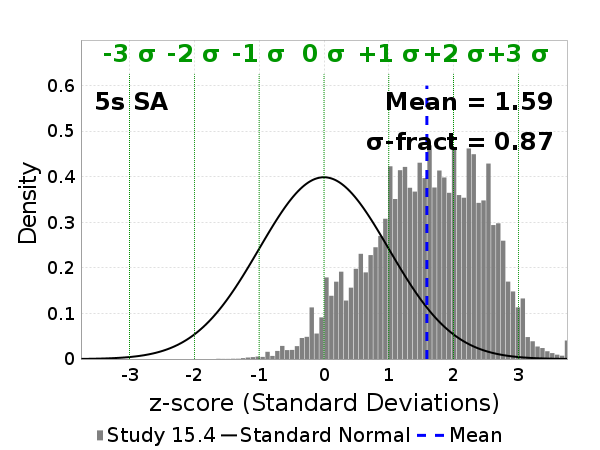 -3 σ -2 σ -1 σ 0 σ +1 σ +2 σ +3 σ
5s SA
Mean = 1.59
σ-fract = 0.87
0.6
0.5
0.4
0.3
0.2
0.1
0
Density
-3 -2 -1 0 1 2 3
z-score (Standard Deviations)
Study 15.4 Standard Normal Mean